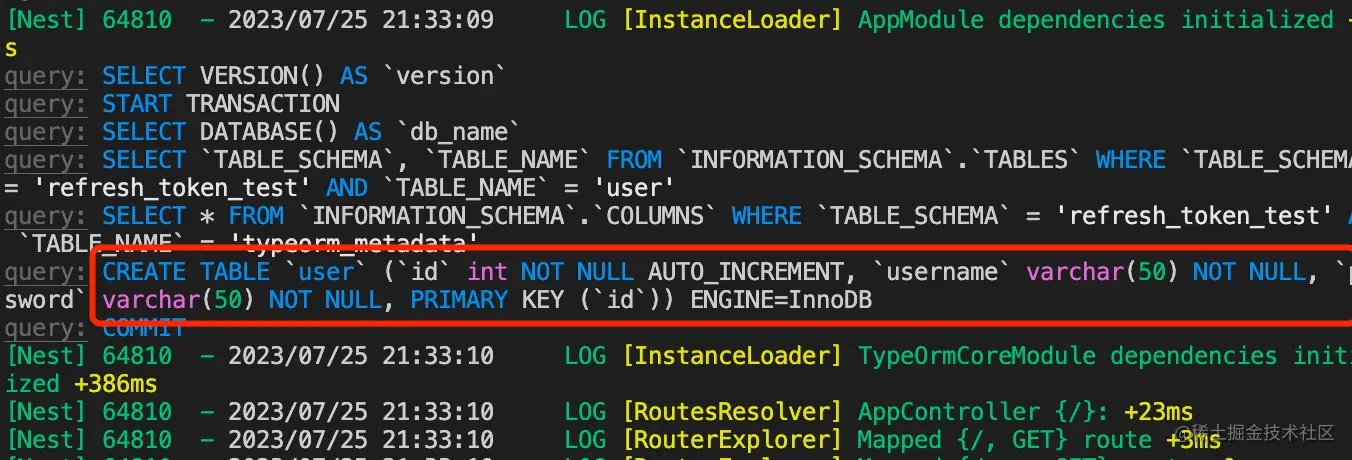 [Nest] 64810  - 2023/07/25 21:33:09     LOG [InstanceLoader] AppModule dependencies initialized +
s
query: SELECT VERSION() AS `version`
query: START TRANSACTION
query: SELECT DATABASE() AS `db_name`
query: SELECT `TABLE_SCHEMA`, `TABLE_NAME` FROM `INFORMATION_SCHEMA`.`TABLES` WHERE `TABLE_SCHEMA
= 'refresh_token_test' AND `TABLE_NAME` = 'user'
query: SELECT * FROM `INFORMATION_SCHEMA`.`COLUMNS` WHERE `TABLE_SCHEMA` = 'refresh_token_test' A
`TABLE_NAME` = 'typeorm_metadata'
query: CREATE TABLE `user` (`id` int NOT NULL AUTO_INCREMENT, `username` varchar(50) NOT NULL, `p
sword` varchar(50) NOT NULL, PRIMARY KEY (`id`)) ENGINE=InnoDB
query: COMMIT
[Nest] 64810  - 2023/07/25 21:33:10     LOG [InstanceLoader] TypeOrmCoreModule dependencies init
ized +386ms
[Nest] 64810  - 2023/07/25 21:33:10     LOG [RoutesResolver] AppController {/}: +23ms
[Nest] 64810  - 2023/07/25 21:33:10     LOG [RouterExplorer] Mapped {/, GET} route +3ms
@稀土掘金技术社区